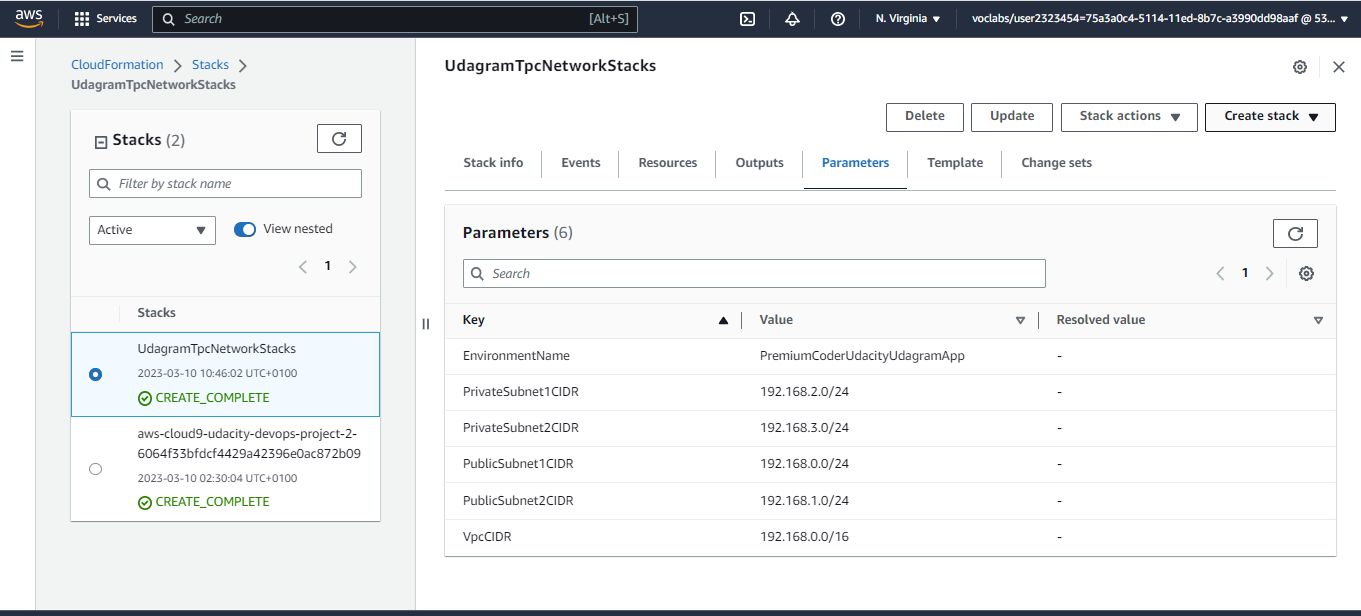 aws
Services
Search
[Alt+S]
N. Virginia
voclabs/user2323454=75a3a0c4-5114-11ed-8b7c-a3990dd98aaf @ 53...
CloudFormation
Stacks
UdagramTpcNetworkStacks
Stacks (2)
Filter by stack name
Active
View nested
1
Stacks
UdagramTpcNetworkStacks
2023-03-10 10:46:02 UTC+0100
CREATE_COMPLETE
aws-cloud9-udacity-devops-project-2-
6064f33bfdcf4429a42396e0ac872b09
2023-03-10 02:30:04 UTC+0100
CREATE_COMPLETE
UdagramTpcNetworkStacks
Delete
Update
Stack actions
Create stack
Stack info
Events
Resources
Outputs
Parameters
Template
Change sets
Parameters (6)
Search
1
Key Value Resolved value
EnvironmentName PremiumCoderUdacityUdagramApp -
PrivateSubnet1CIDR 192.168.2.0/24 -
PrivateSubnet2CIDR 192.168.3.0/24 -
PublicSubnet1CIDR 192.168.0.0/24 -
PublicSubnet2CIDR 192.168.1.0/24 -
VpcCIDR 192.168.0.0/16 -